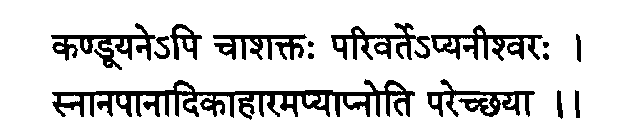 कण्डूयनेऽपि चाशक्तः परिवर्तेऽप्यनीश्वरः ।
स्नानपानादिकाहारमप्याप्नोति परेच्छया ।।